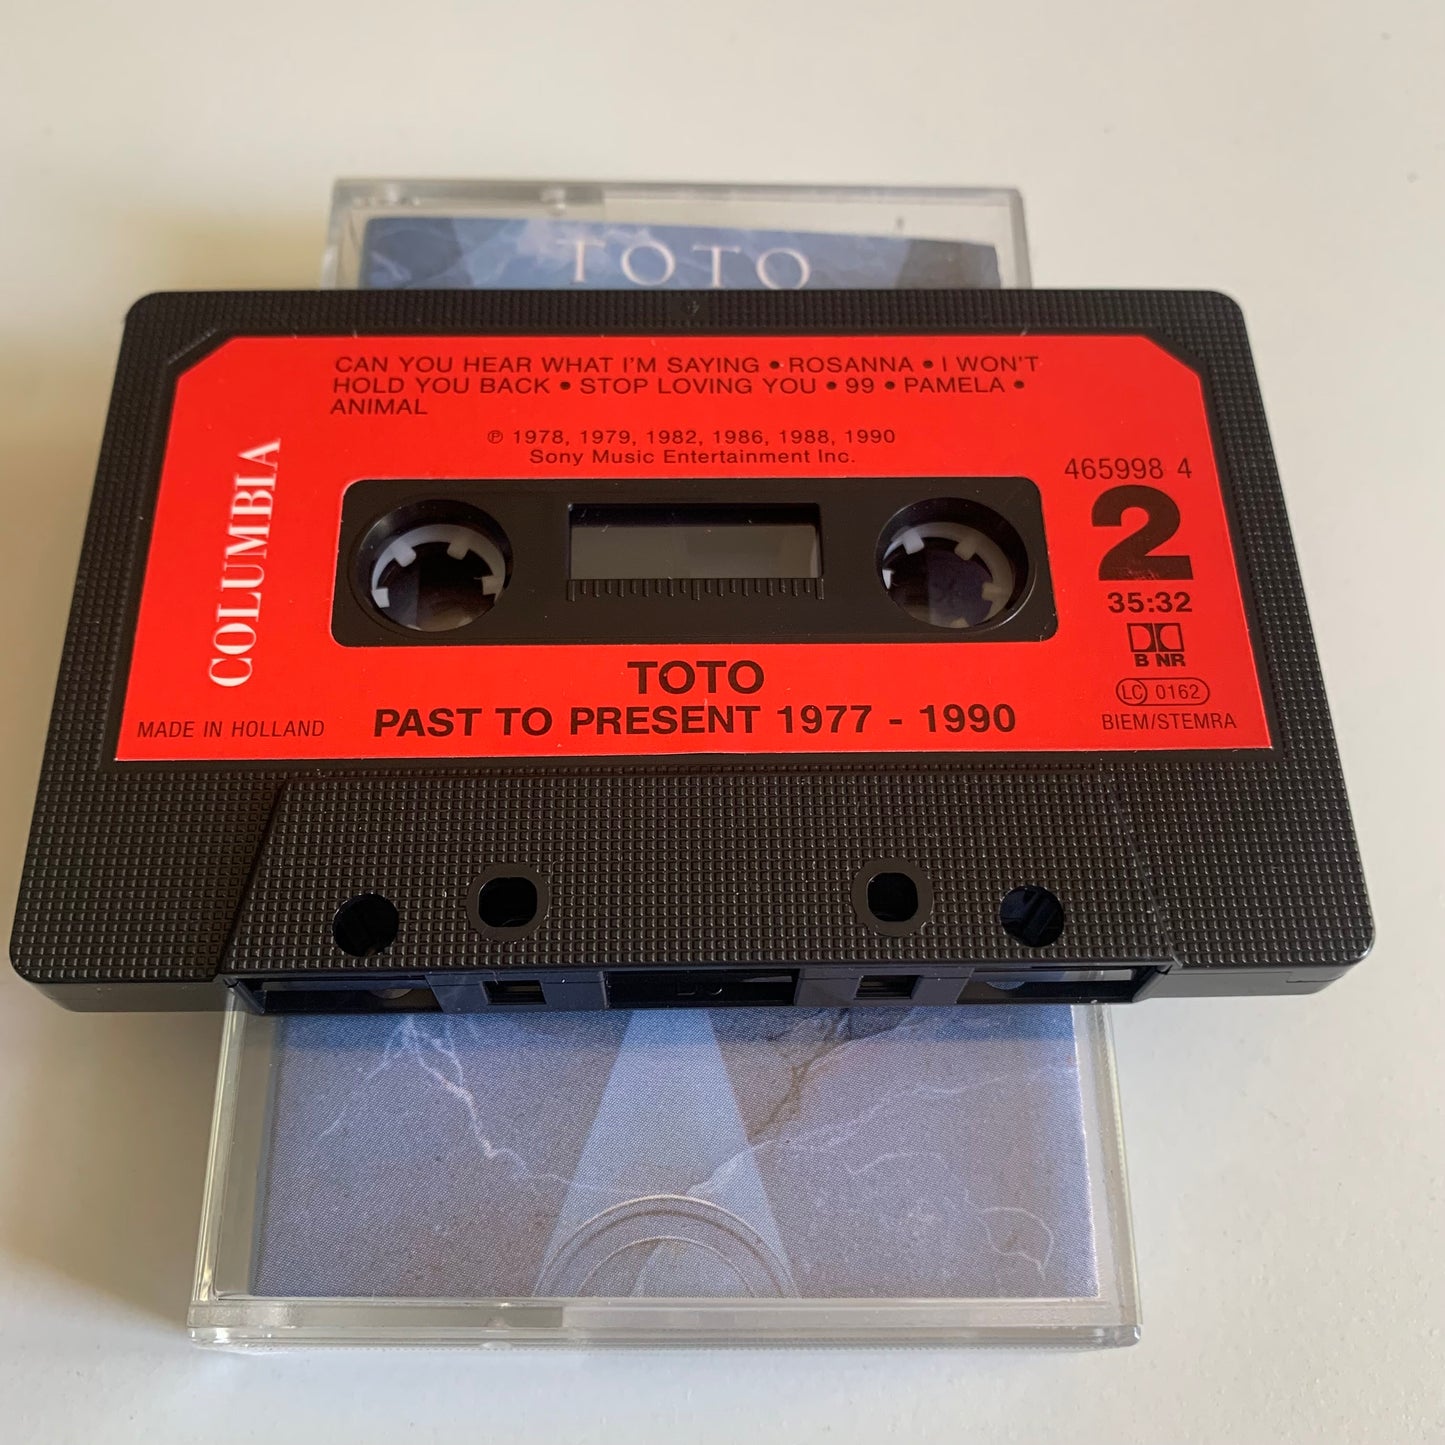 TOTO
CAN YOU HEAR WHAT I'M SAYING • ROSANNA • I WON'T
HOLD YOU BACK • STOP LOVING YOU • 99 • PAMELA •
ANIMAL
℗ 1978, 1979, 1982, 1986, 1988, 1990
Sony Music Entertainment Inc.
COLUMBIA
465998 4
2
35:32
B NR
LC 0162
BIEM/STEMRA
MADE IN HOLLAND
TOTO
PAST TO PRESENT 1977 - 1990